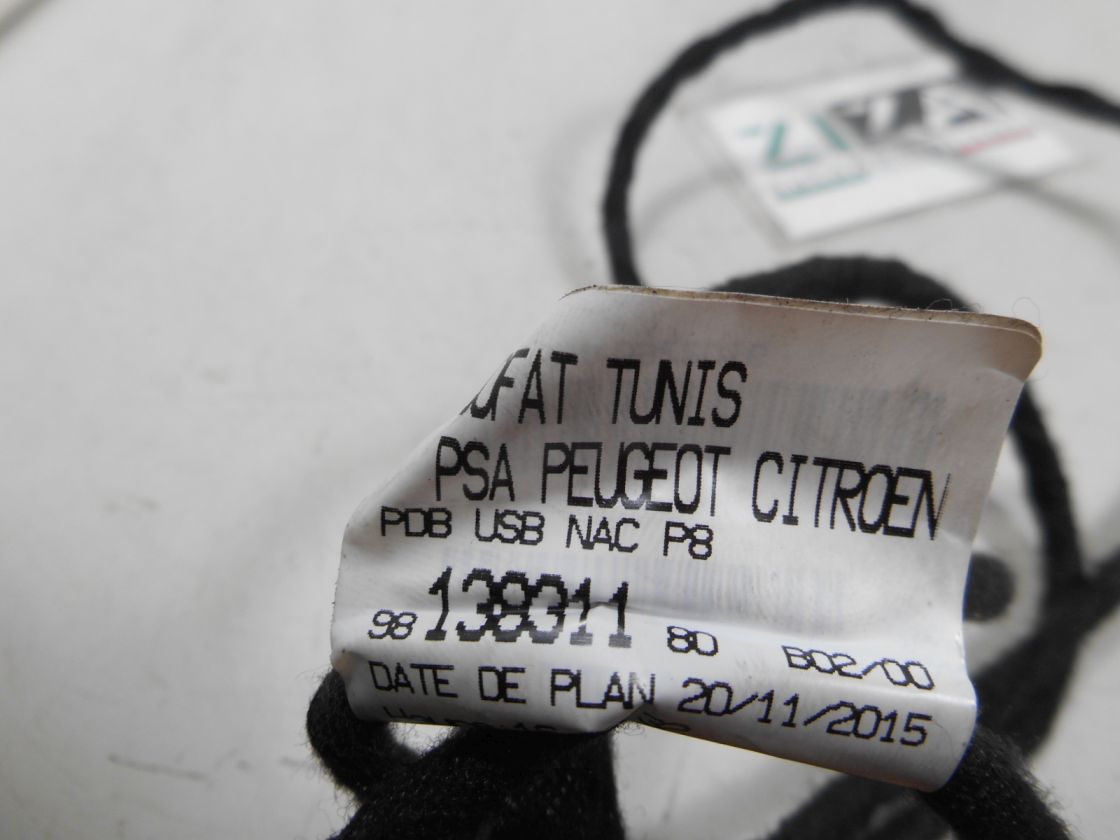 ZIZA
TUNIS
PSA PEUGEOT CITROEN
PDB USB NAC P8
98 138311 80 B02/00
DATE DE PLAN 20/11/2015